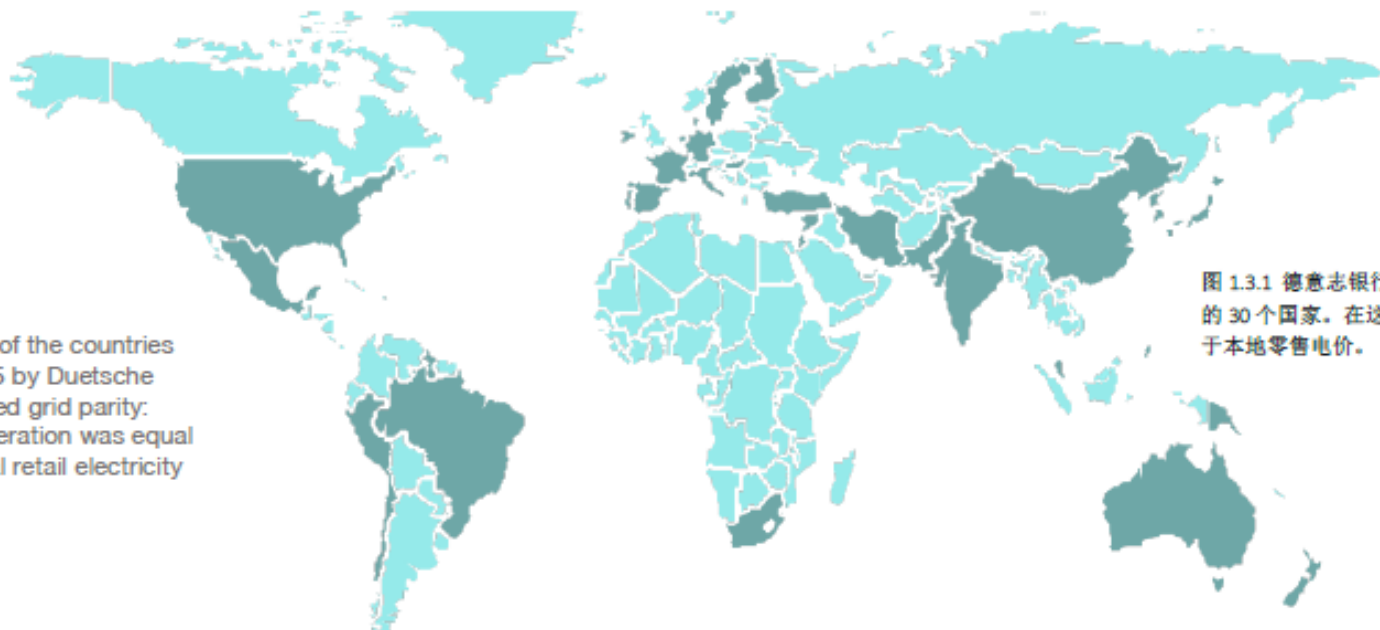 of the countries
5 by Duetsche
ed grid parity:
eration was equal
l retail electricity
图 1.3.1 德意志银行
的 30 个国家。在这
于本地零售电价。